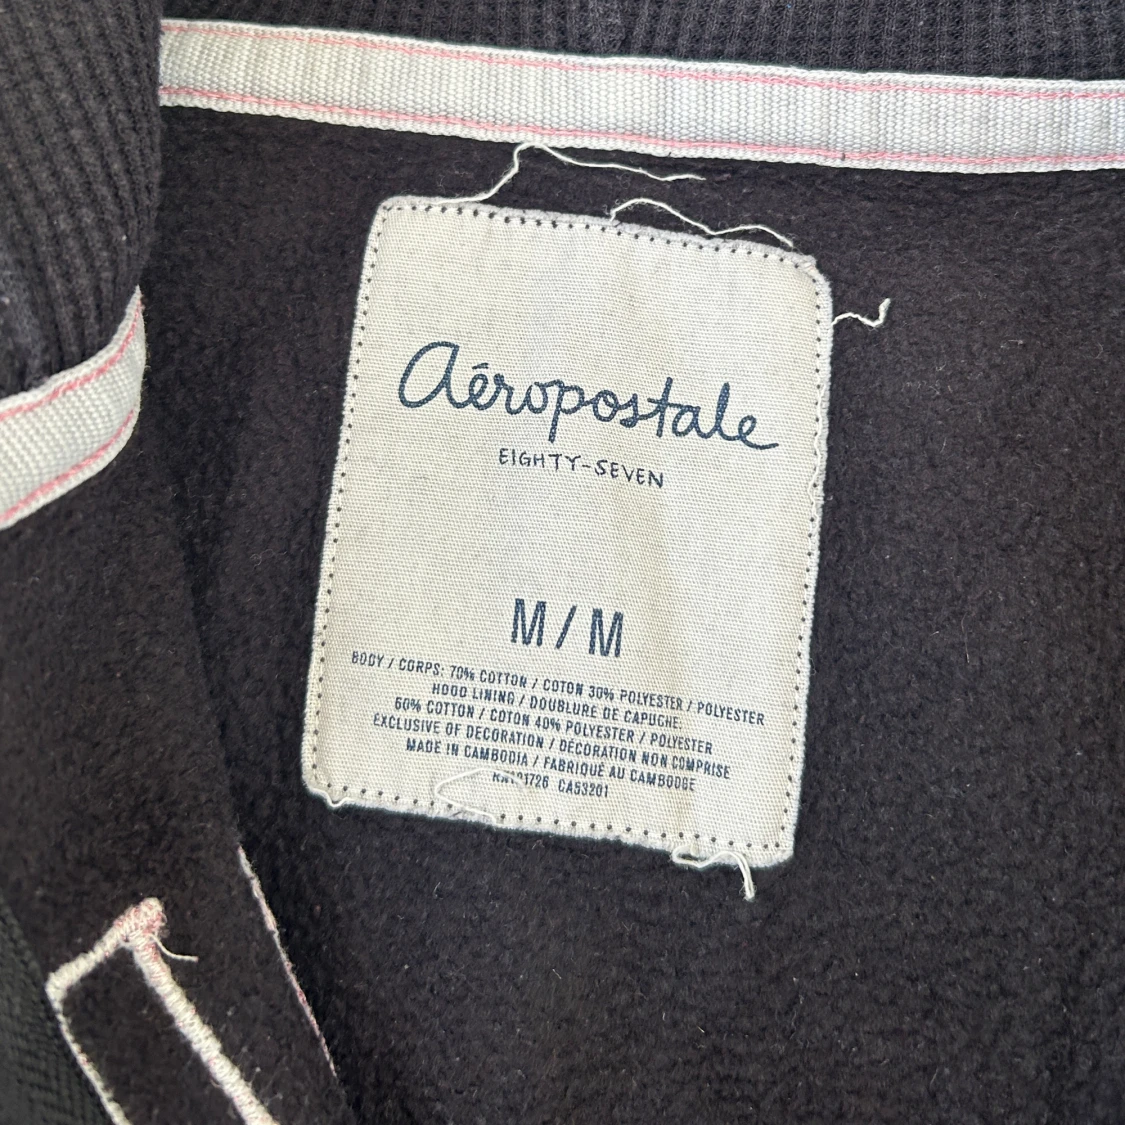 Aéropostale
EIGHTY-SEVEN
M / M
BODY / CORPS: 70% COTTON / COTON 30% POLYESTER / POLYESTER
HOOD LINING / DOUBLURE DE CAPUCHE:
60% COTTON / COTON 40% POLYESTER / POLYESTER
EXCLUSIVE OF DECORATION / DÉCORATION NON COMPRISE
MADE IN CAMBODIA / FABRIQUÉ AU CAMBODGE
CA53201